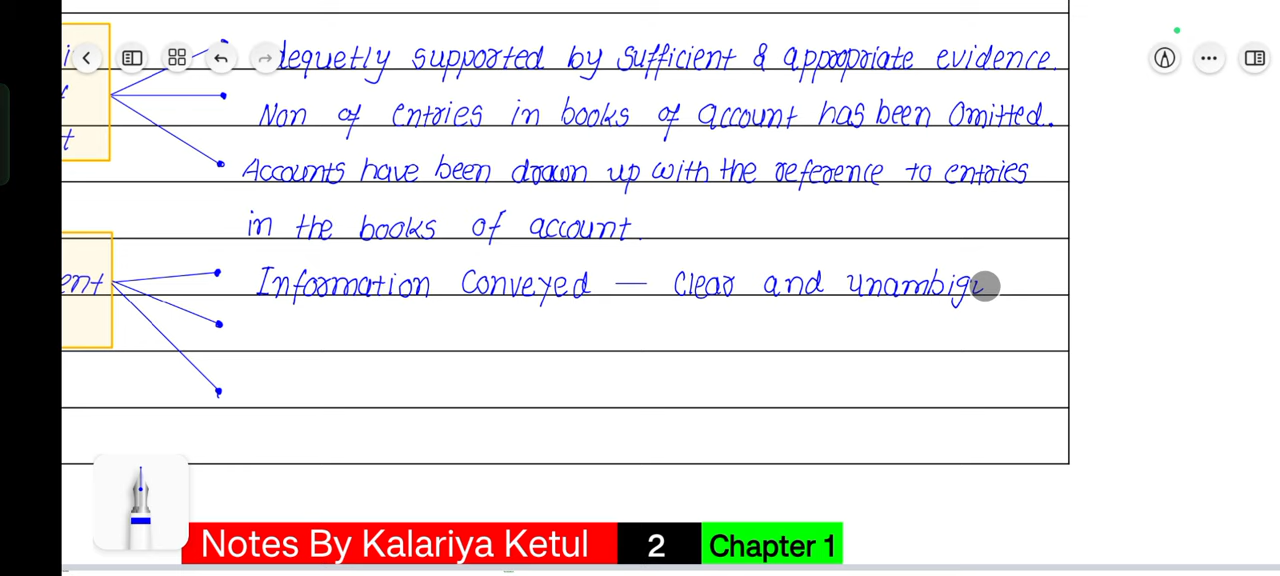 dequetly supported by sufficient & appropriate evidence.
Non of entries in books of account has been Omitted.
Accounts have been drawn up with the reference to entries
in the books of account.
ent
Information Conveyed — Clear and Unambigu
Notes By Kalariya Ketul 2 Chapter 1